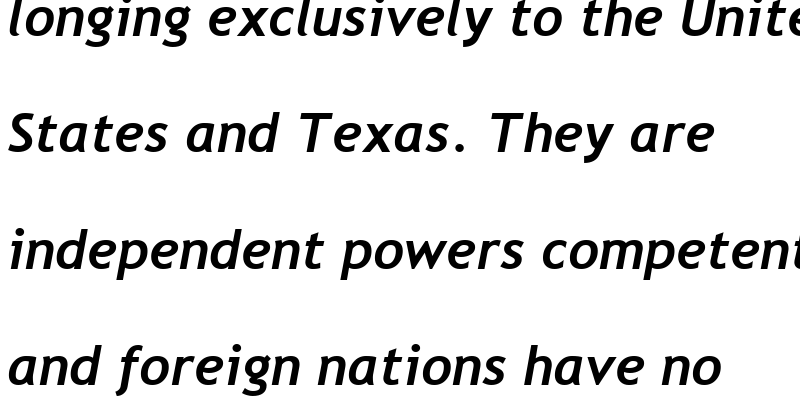 longing exclusively to the Unite
States and Texas. They are
independent powers competent
and foreign nations have no